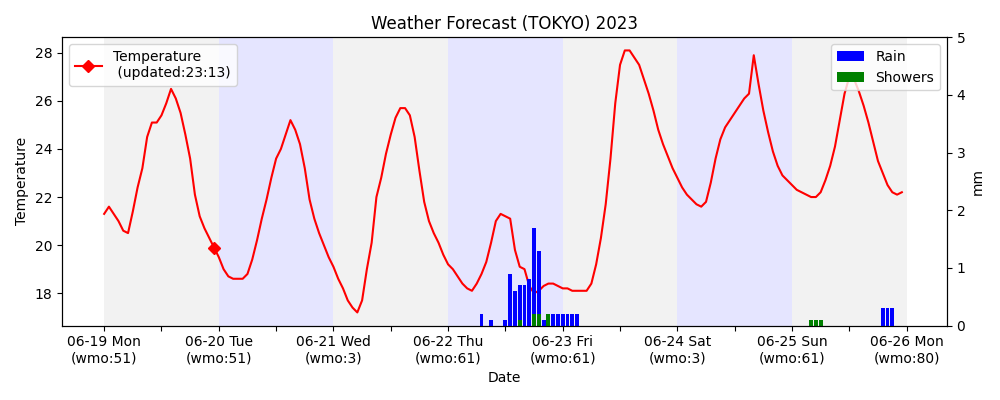 Weather Forecast (TOKYO) 2023
Temperature
(updated:23:13)
Rain
Showers
28
26
24
22
20
18
Temperature
5
4
3
2
1
0
mm
06-19 Mon 06-20 Tue 06-21 Wed 06-22 Thu 06-23 Fri 06-24 Sat 06-25 Sun 06-26 Mon
(wmo:51) (wmo:51) (wmo:3) (wmo:61) (wmo:61) (wmo:3) (wmo:61) (wmo:80)
Date